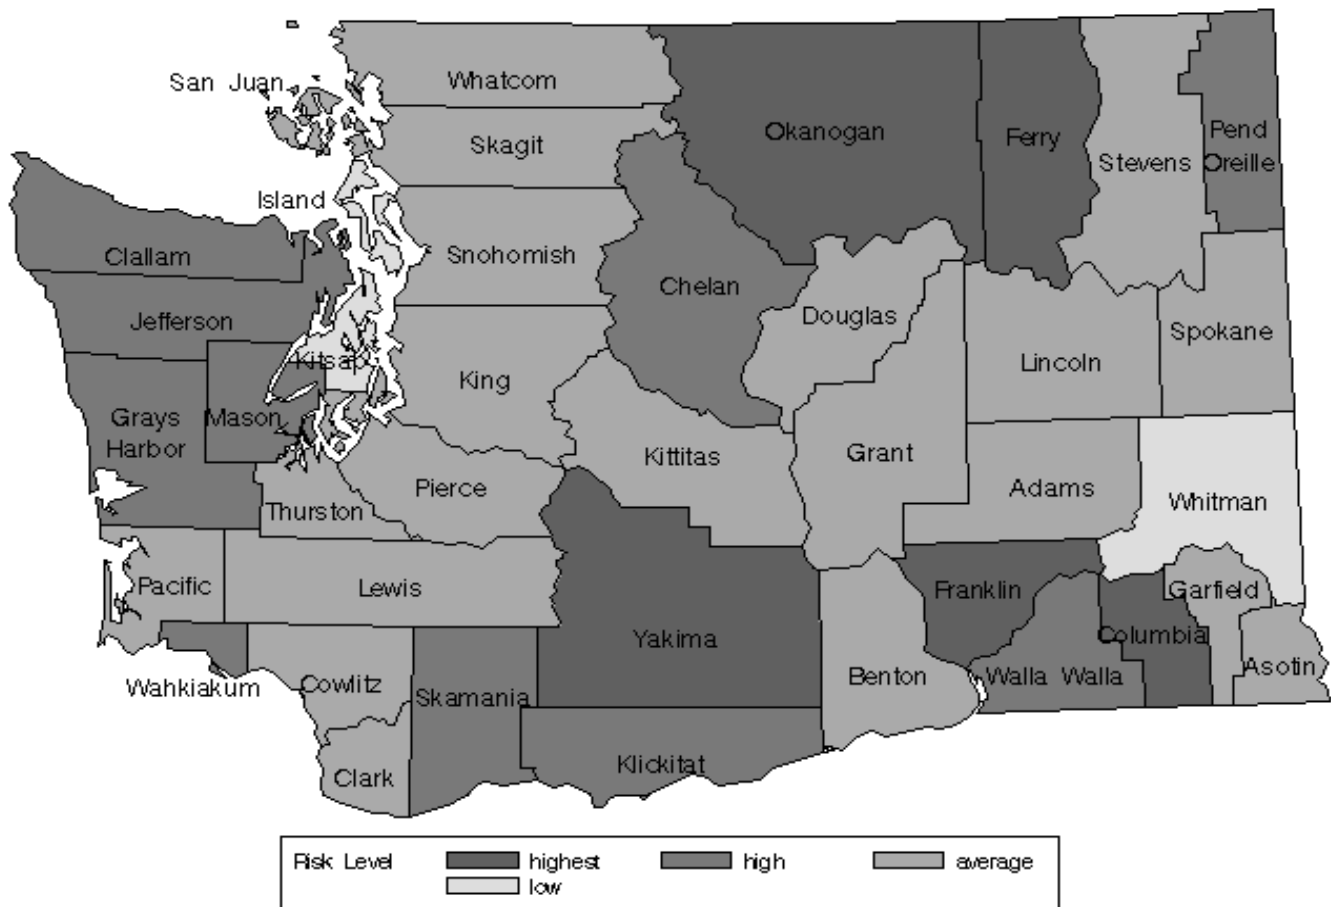 San Juan
Whatcom
Skagit
Okanogan
Ferry
Stevens
Pend
Oreille
Island
Clallam
Snohomish
Chelan
Jefferson
Douglas
Spokane
Kitsap
King
Lincoln
Grays
Harbor
Mason
Kittitas
Grant
Pierce
Adams
Whitman
Thurston
Pacific
Lewis
Franklin
Garfield
Yakima
Columbia
Wahkiakum
Cowlitz
Skamania
Benton
Walla Walla
Asotin
Klickitat
Clark
Risk Level highest high average
low